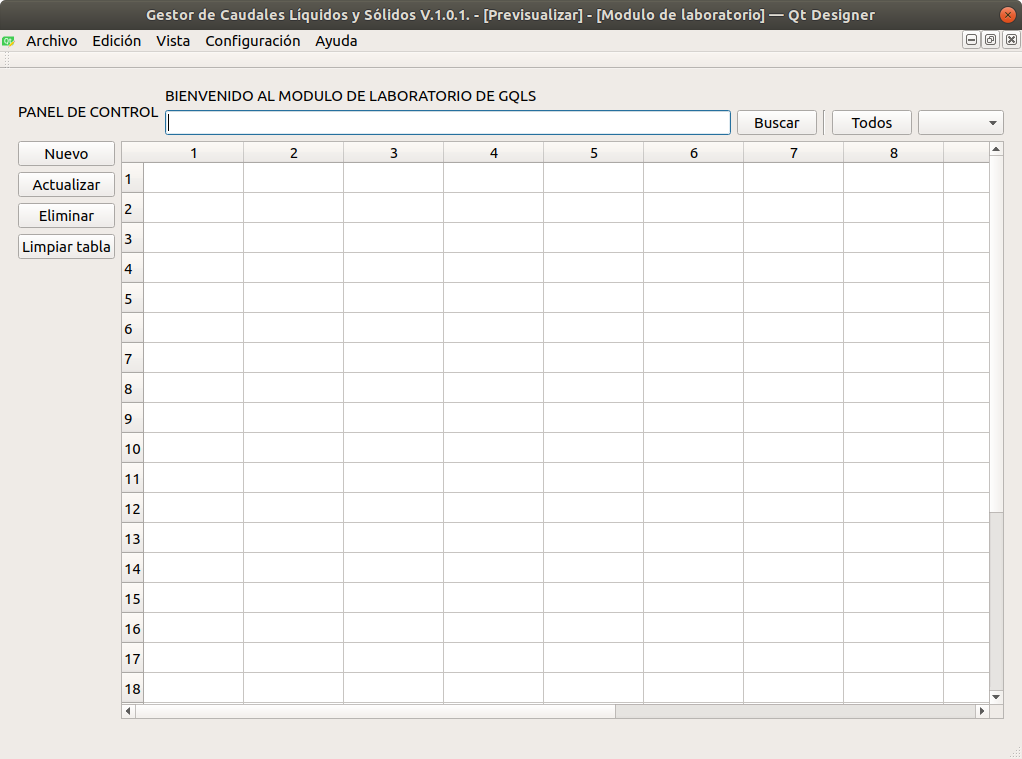 Gestor de Caudales Líquidos y Sólidos V.1.0.1. - [Previsualizar] - [Modulo de laboratorio] — Qt Designer
Archivo Edición Vista Configuración Ayuda
BIENVENIDO AL MODULO DE LABORATORIO DE GQLS
PANEL DE CONTROL
Buscar Todos
Nuevo
Actualizar
Eliminar
Limpiar tabla
1 2 3 4 5 6 7 8
1
2
3
4
5
6
7
8
9
10
11
12
13
14
15
16
17
18